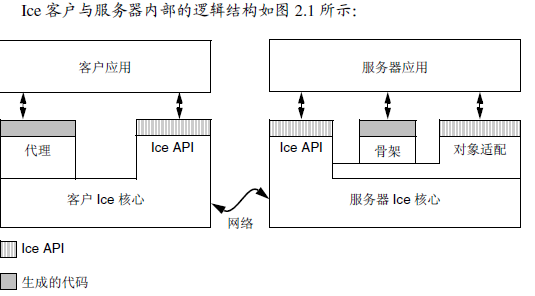 Ice 客户与服务器内部的逻辑结构如图 2.1 所示：
客户应用
服务器应用
代理
Ice API
Ice API
骨架
对象适配
客户 Ice 核心
服务器 Ice 核心
网络
Ice API
生成的代码